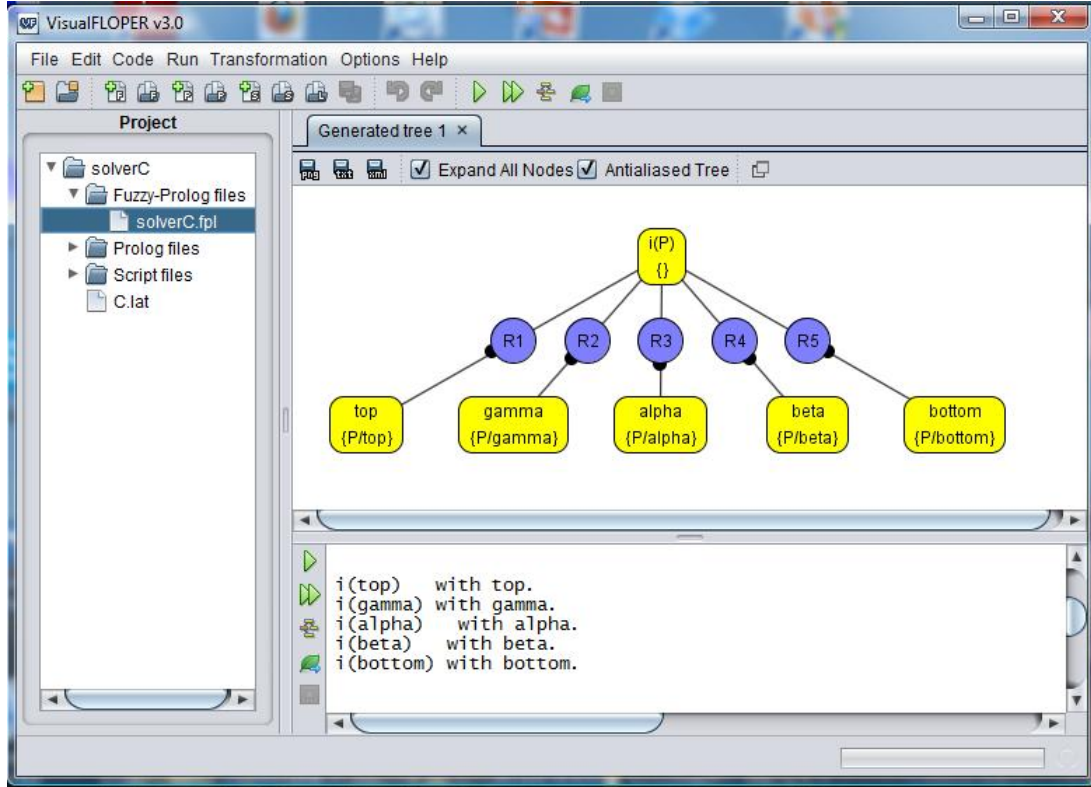 VisualFLOPER v3.0
File Edit Code Run Transformation Options Help
Project
solverC
Fuzzy-Prolog files
solverC.fpl
Prolog files
Script files
C.lat
Generated tree 1 ×
png txt xml Expand All Nodes Antialiased Tree
i(P)
{}
R1 R2 R3 R4 R5
top gamma alpha beta bottom
{P/top} {P/gamma} {P/alpha} {P/beta} {P/bottom}
i(top) with top.
i(gamma) with gamma.
i(alpha) with alpha.
i(beta) with beta.
i(bottom) with bottom.